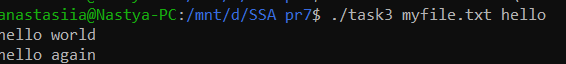 anastasiia@Nastya-PC:/mnt/d/SSA pr7$ ./task3 myfile.txt hello
hello world
hello again